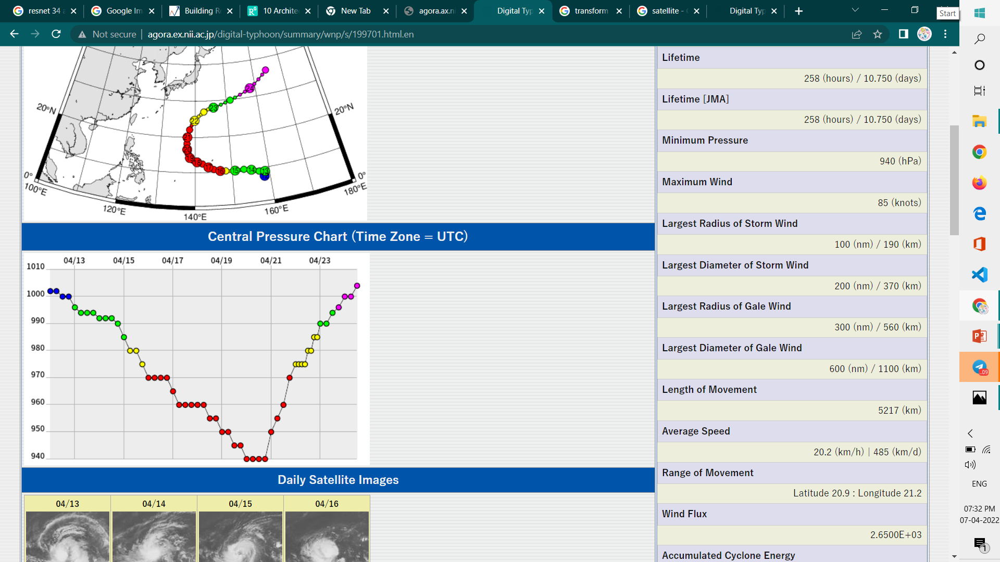 resnet 34 a
Google Im
Building R
10 Archite
New Tab
agora.ax.ni
Digital Typ
transform
satellite -
Digital Typ
Start
Not secure
agora.ex.nii.ac.jp/digital-typhoon/summary/wnp/s/199701.html.en
20°N
20°N
0°
0°
100°E
120°E
140°E
160°E
180°E
24
23
22
21
20
19
18
17
16
15
14
13
Central Pressure Chart (Time Zone = UTC)
04/13 04/15 04/17 04/19 04/21 04/23
1010
1000
990
980
970
960
950
940
Daily Satellite Images
04/13 04/14 04/15 04/16
Lifetime
258 (hours) / 10.750 (days)
Lifetime [JMA]
258 (hours) / 10.750 (days)
Minimum Pressure
940 (hPa)
Maximum Wind
85 (knots)
Largest Radius of Storm Wind
100 (nm) / 190 (km)
Largest Diameter of Storm Wind
200 (nm) / 370 (km)
Largest Radius of Gale Wind
300 (nm) / 560 (km)
Largest Diameter of Gale Wind
600 (nm) / 1100 (km)
Length of Movement
5217 (km)
Average Speed
20.2 (km/h) | 485 (km/d)
Range of Movement
Latitude 20.9 : Longitude 21.2
Wind Flux
2.6500E+03
Accumulated Cyclone Energy
..09
ENG
07:32 PM
07-04-2022
1